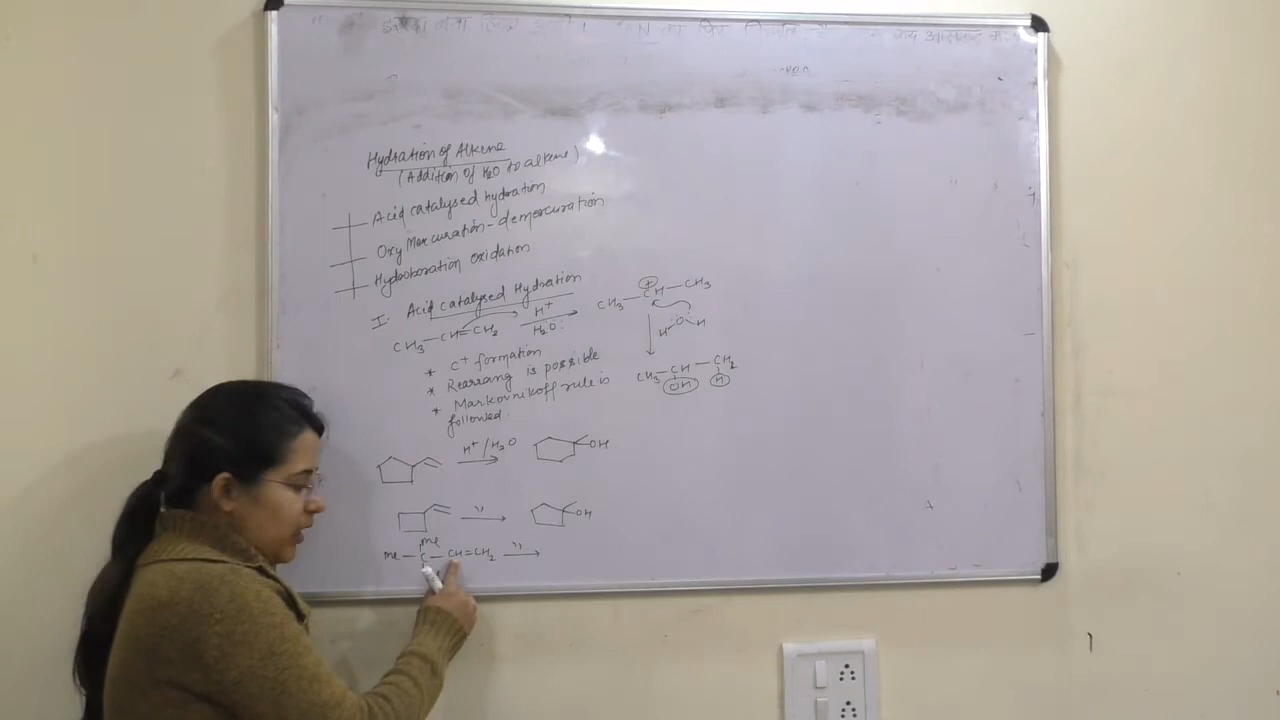 Hydration of Alkene
(Addition of H2O to alkene)
Acid catalysed hydration
Oxy Mercuration - demercuration
Hydroboration oxidation
I. Acid catalysed Hydration
CH3 — CH = CH2 H+ / H2O: CH3 — CH — CH3
H O H
* C+ formation
* Rearrang is possible
* Markovnikoff rule is
followed.
CH3 — CH — CH2
OH H
H+ / H2O OH
" OH
Me
Me — C — CH = CH2 "